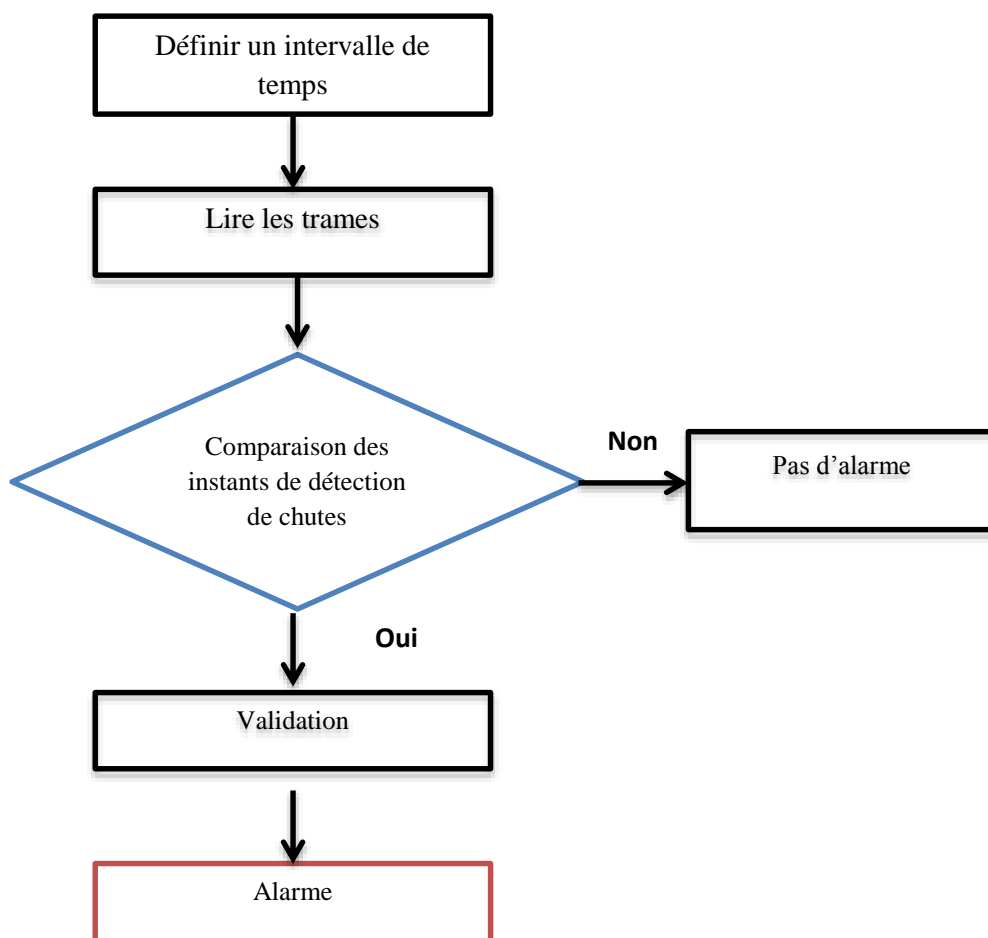 Définir un intervalle de
temps
Lire les trames
Comparaison des
instants de détection
de chutes
Non
Pas d’alarme
Oui
Validation
Alarme